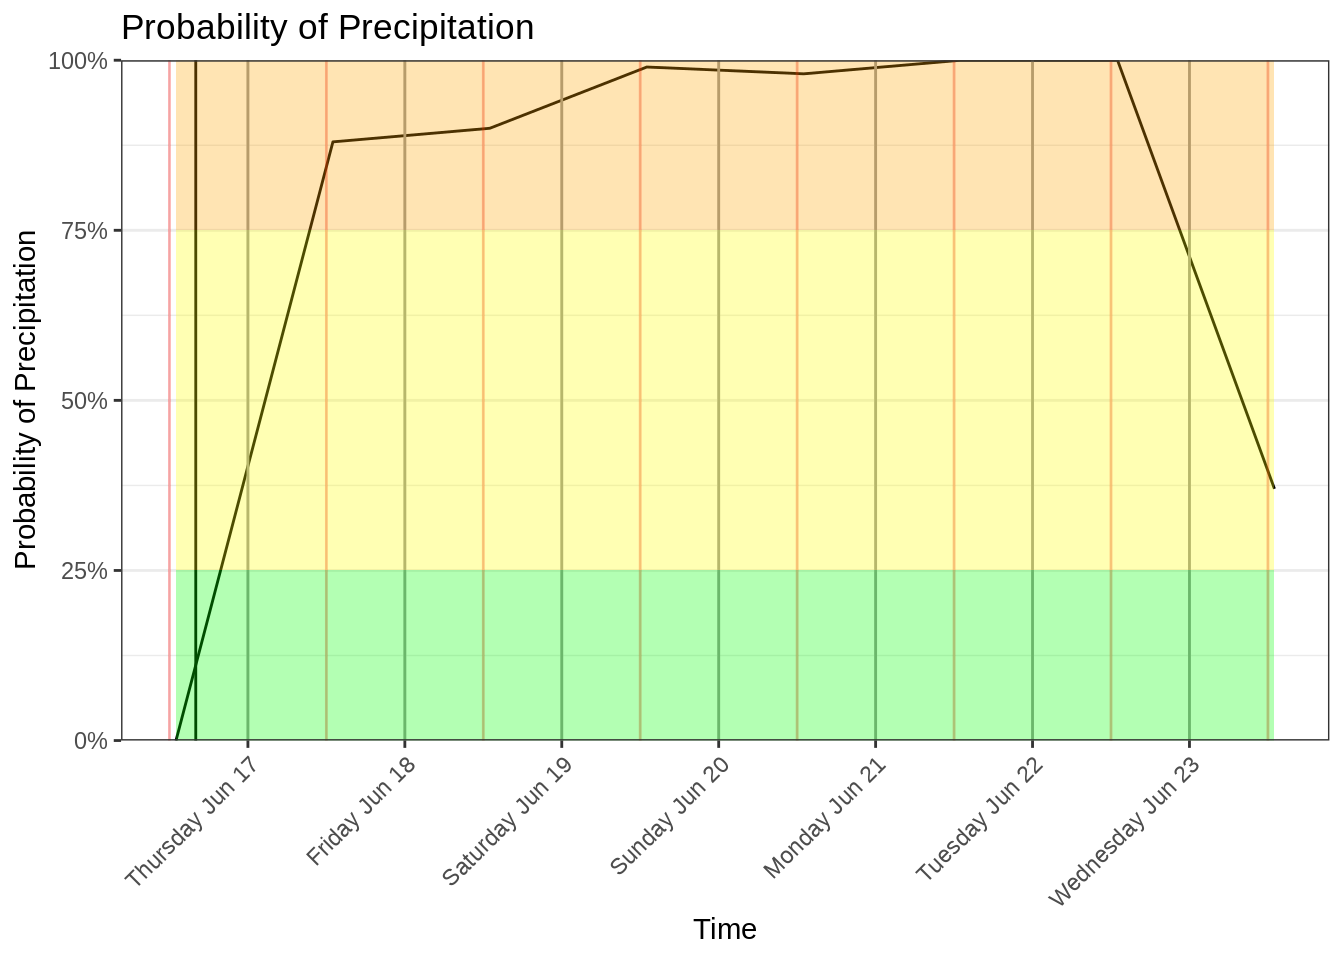 Probability of Precipitation
Probability of Precipitation
100%
75%
50%
25%
0%
Thursday Jun 17
Friday Jun 18
Saturday Jun 19
Sunday Jun 20
Monday Jun 21
Tuesday Jun 22
Wednesday Jun 23
Time